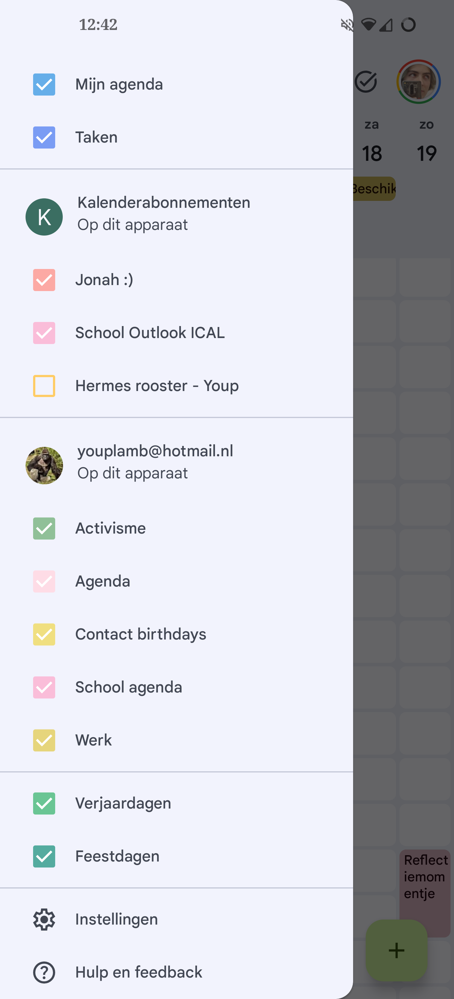 12:42
Mijn agenda
Taken
za
zo
18
19
Beschik
K
Kalenderabonnementen
Op dit apparaat
Jonah :)
School Outlook ICAL
Hermes rooster - Youp
youplamb@hotmail.nl
Op dit apparaat
Activisme
Agenda
Contact birthdays
School agenda
Werk
Verjaardagen
Feestdagen
Reflect
iemom
entje
Instellingen
Hulp en feedback